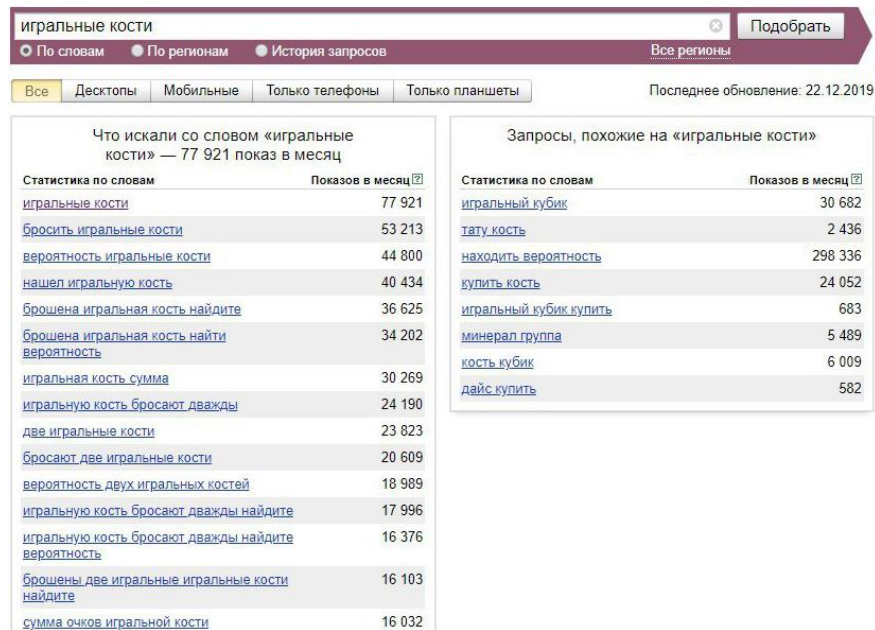 игральные кости
Подобрать
По словам По регионам История запросов Все регионы
Все Десктопы Мобильные Только телефоны Только планшеты Последнее обновление: 22.12.2019
Что искали со словом «игральные
кости» — 77 921 показ в месяц
Статистика по словам Показов в месяц ?
игральные кости 77 921
бросить игральные кости 53 213
вероятность игральные кости 44 800
нашел игральную кость 40 434
брошена игральная кость найдите 36 625
брошена игральная кость найти 34 202
вероятность
игральная кость сумма 30 269
игральную кость бросают дважды 24 190
две игральные кости 23 823
бросают две игральные кости 20 609
вероятность двух игральных костей 18 989
игральную кость бросают дважды найдите 17 996
игральную кость бросают дважды найдите 16 376
вероятность
брошены две игральные игральные кости 16 103
найдите
сумма очков игральной кости 16 032
Запросы, похожие на «игральные кости»
Статистика по словам Показов в месяц ?
игральный кубик 30 682
тату кость 2 436
находить вероятность 298 336
купить кость 24 052
игральный кубик купить 683
минерал группа 5 489
кость кубик 6 009
дайс купить 582